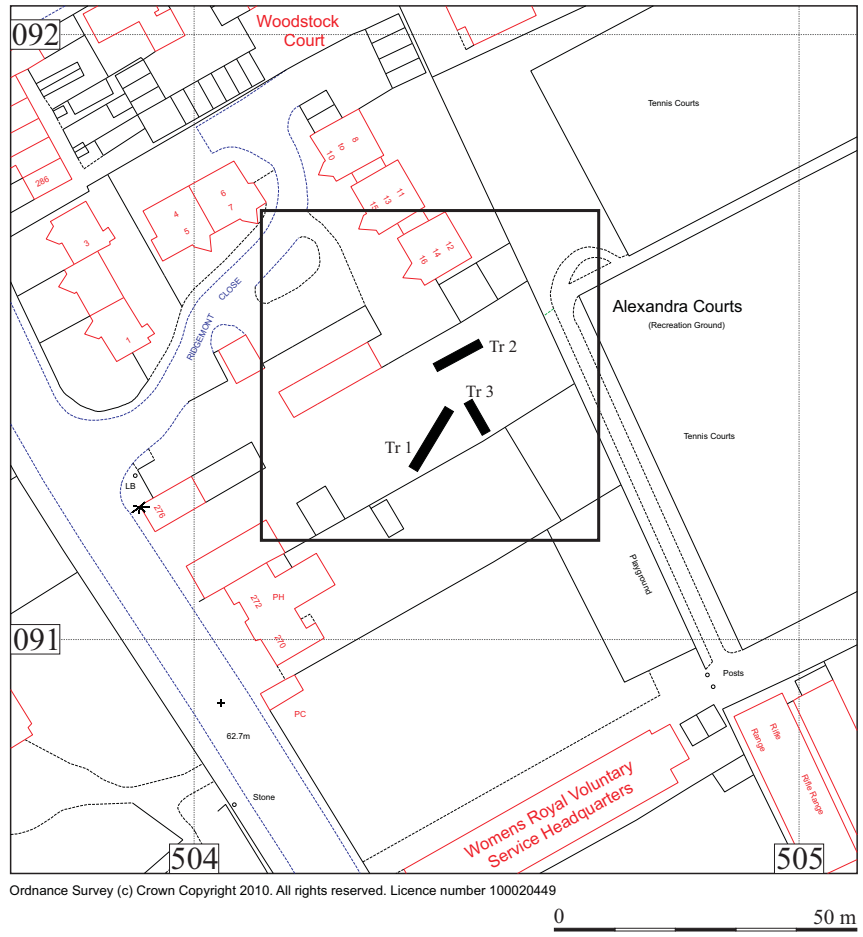 092
Woodstock
Court
Tennis Courts
8
to
10
11
13
15
12
14
16
286
6
7
4
5
3
1
RIDGEMONT CLOSE
Alexandra Courts
(Recreation Ground)
Tr 2
Tr 3
Tr 1
Tennis Courts
LB
276
Playground
PH
272
270
091
Posts
PC
62.7m
Rifle
Range
Rifle Range
Stone
Womens Royal Voluntary
Service Headquarters
504
505
Ordnance Survey (c) Crown Copyright 2010. All rights reserved. Licence number 100020449
0
50 m